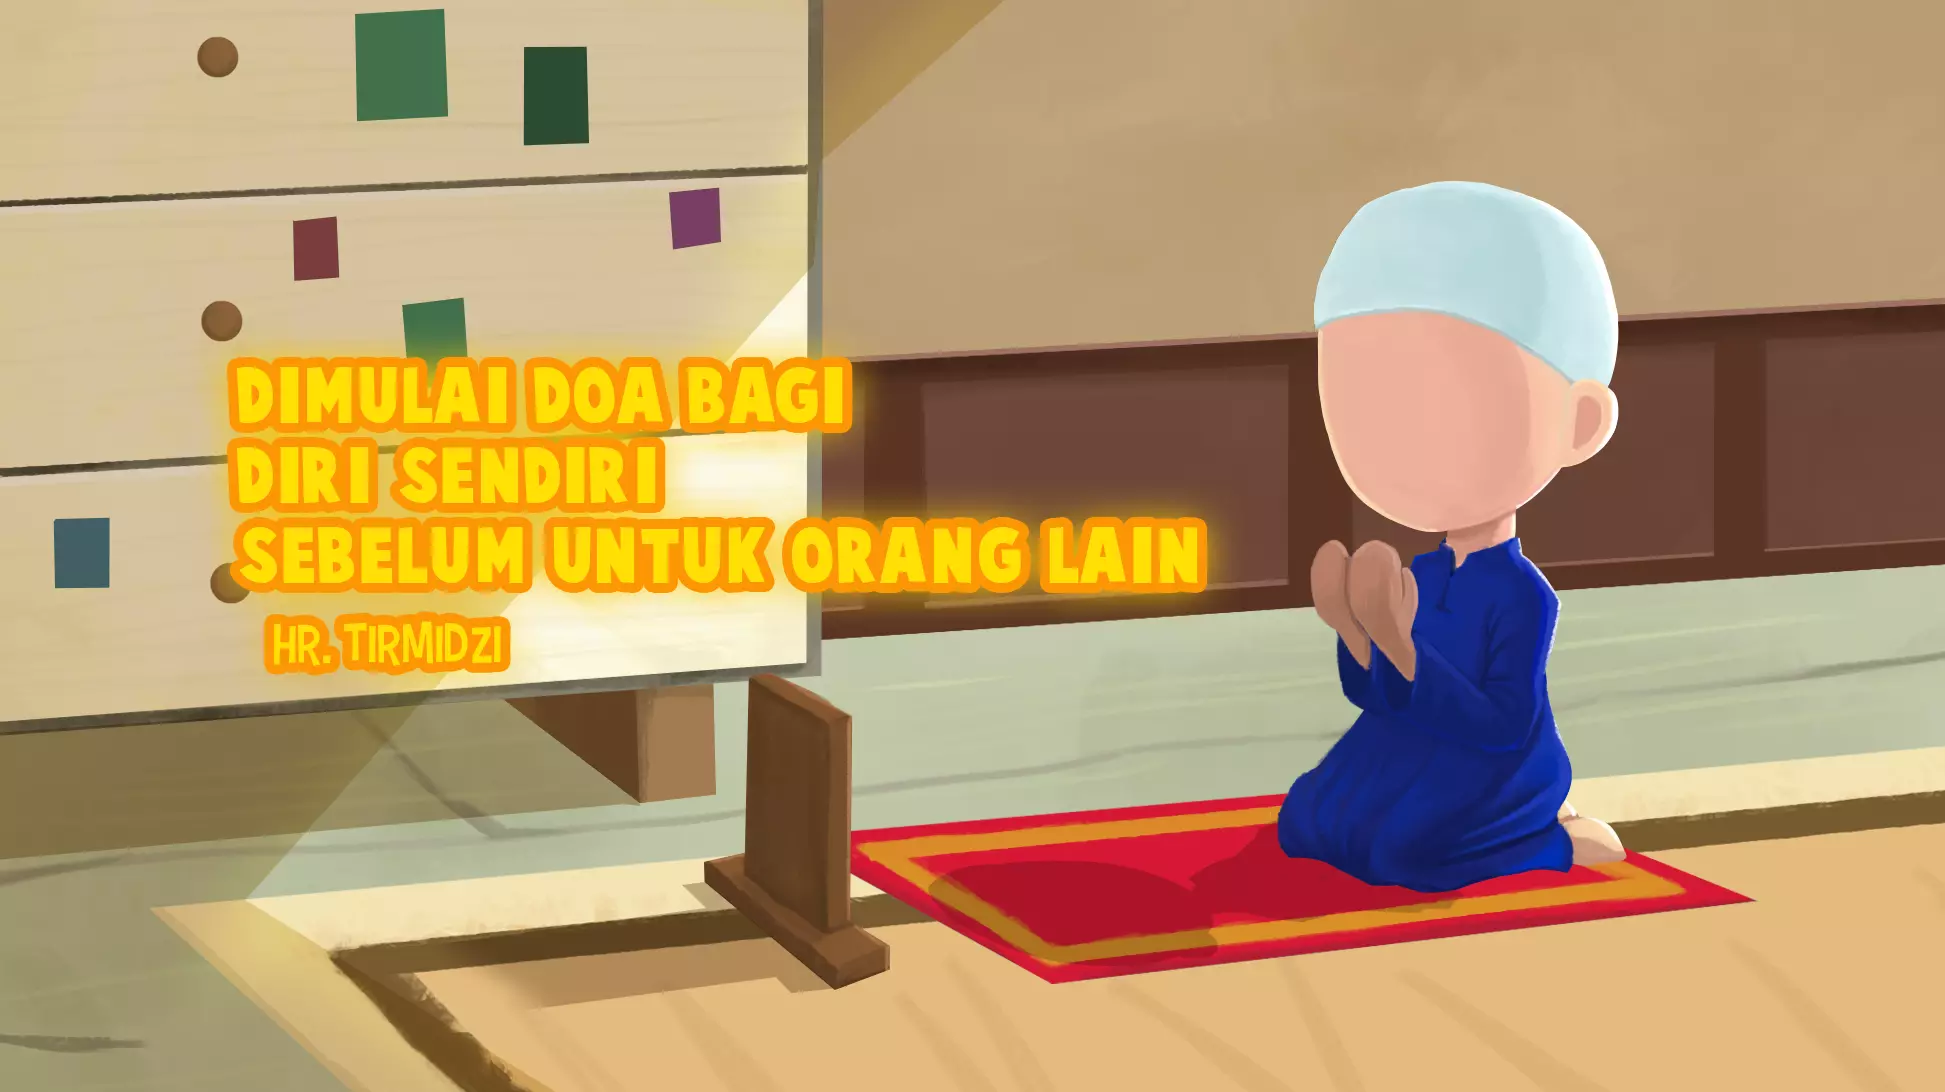 DIMULAI DOA BAGI
DIRI SENDIRI
SEBELUM UNTUK ORANG LAIN
HR. TIRMIDZI